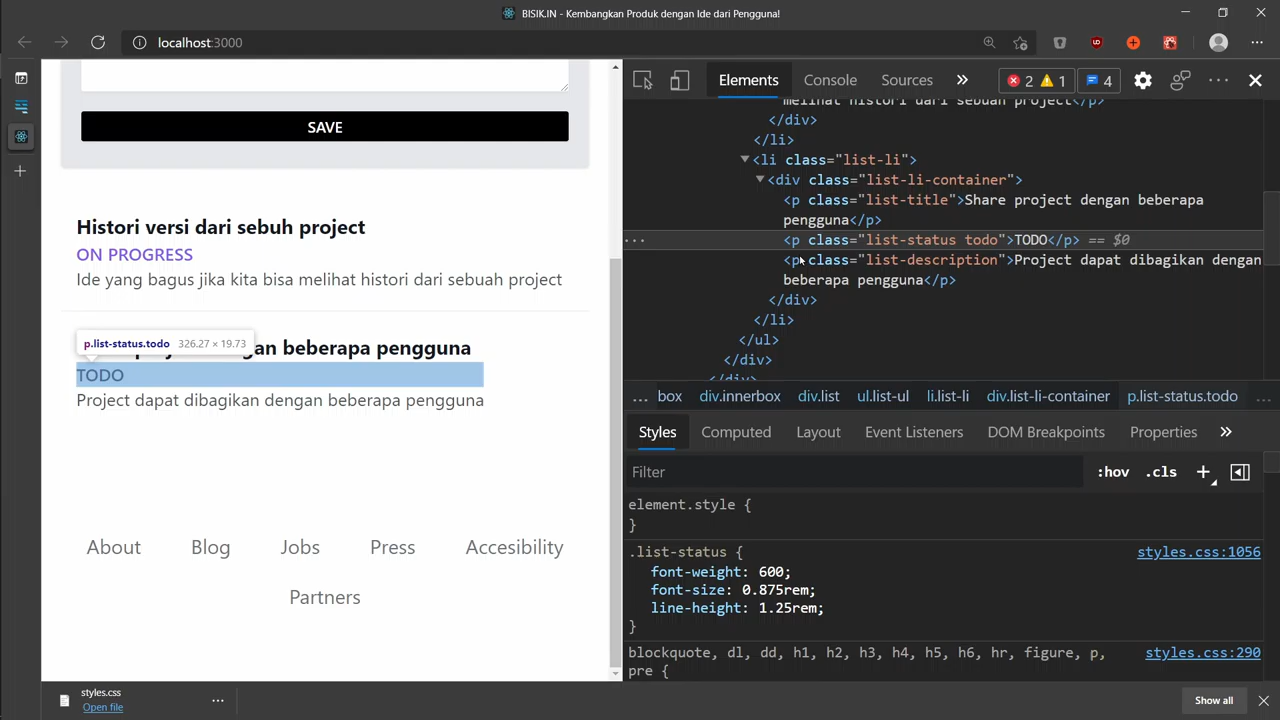 BISIK.IN - Kembangkan Produk dengan Ide dari Pengguna!
localhost:3000
SAVE
Histori versi dari sebuh project
ON PROGRESS
Ide yang bagus jika kita bisa melihat histori dari sebuah project
p.list-status.todo 326.27 × 19.73
an beberapa pengguna
TODO
Project dapat dibagikan dengan beberapa pengguna
About Blog Jobs Press Accesibility
Partners
Elements Console Sources 2 1 4
melihat histori dari sebuah project</p>
</div>
</li>
<li class="list-li">
<div class="list-li-container">
<p class="list-title">Share project dengan beberapa
pengguna</p>
<p class="list-status todo">TODO</p> == $0
<p class="list-description">Project dapat dibagikan dengan
beberapa pengguna</p>
</div>
</li>
</ul>
</div>
</div>
... box div.innerbox div.list ul.list-ul li.list-li div.list-li-container p.list-status.todo ...
Styles Computed Layout Event Listeners DOM Breakpoints Properties
Filter :hov .cls +
element.style {
}
.list-status { styles.css:1056
font-weight: 600;
font-size: 0.875rem;
line-height: 1.25rem;
}
blockquote, dl, dd, h1, h2, h3, h4, h5, h6, hr, figure, p, styles.css:290
pre {
styles.css
Open file
Show all